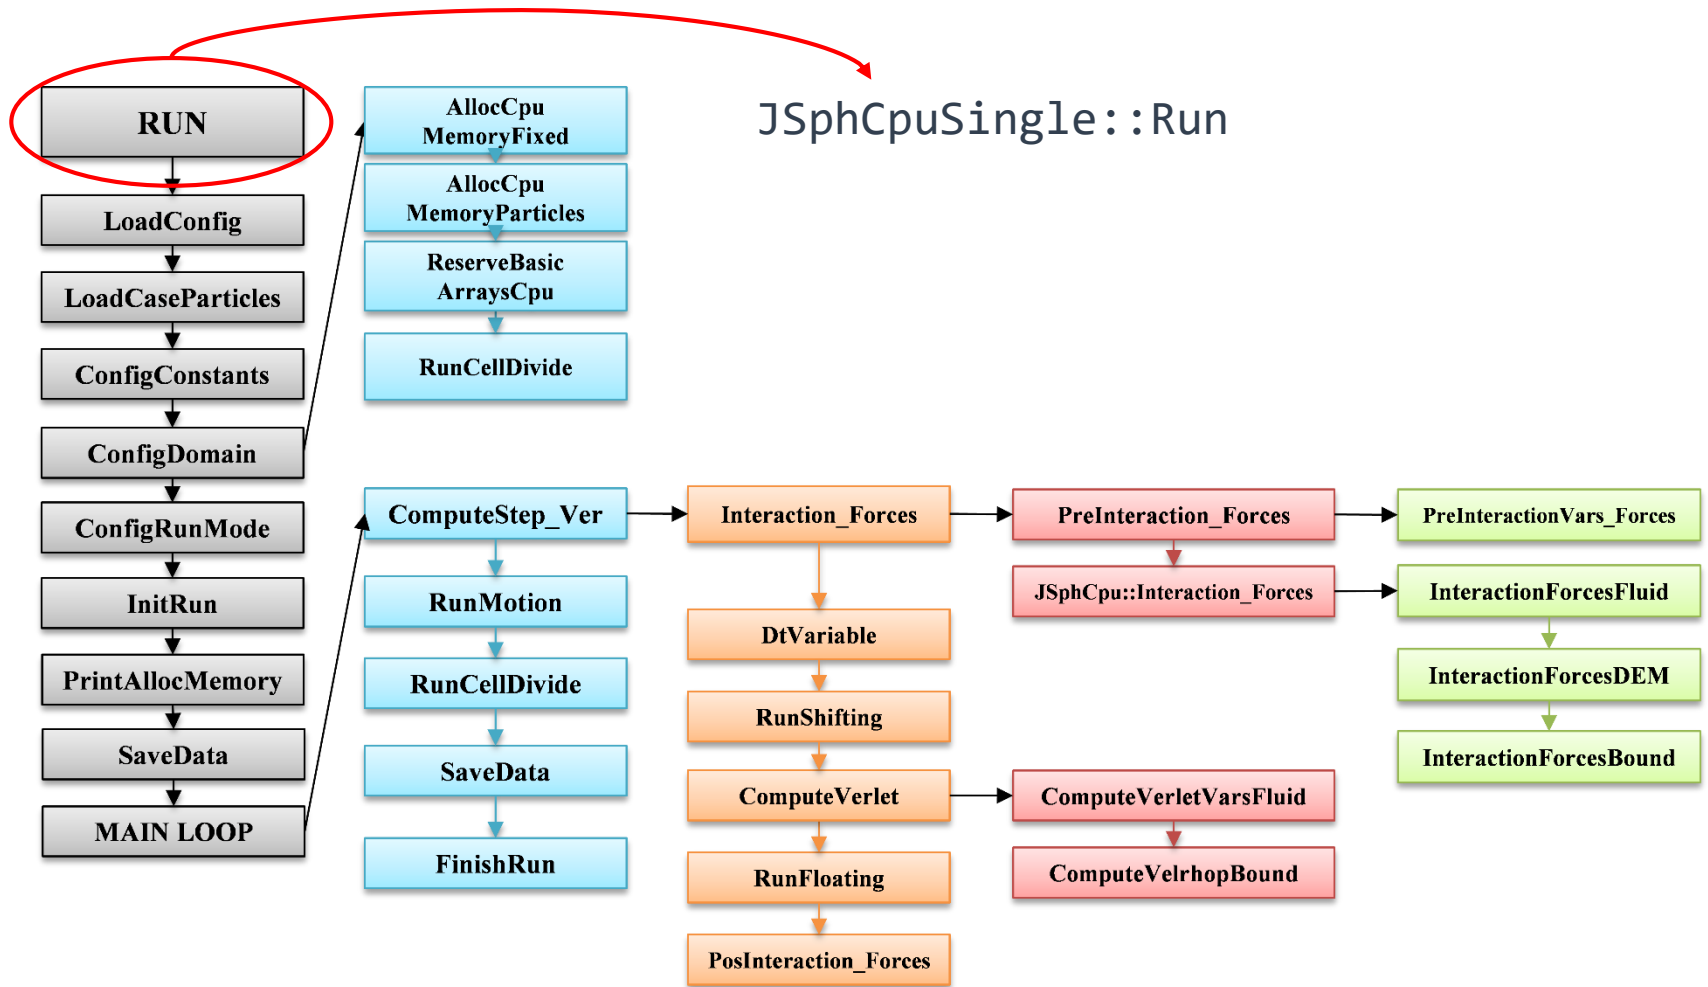 JSphCpuSingle::Run
RUN
LoadConfig
LoadCaseParticles
ConfigConstants
ConfigDomain
ConfigRunMode
InitRun
PrintAllocMemory
SaveData
MAIN LOOP
AllocCpu
MemoryFixed
AllocCpu
MemoryParticles
ReserveBasic
ArraysCpu
RunCellDivide
ComputeStep_Ver
RunMotion
RunCellDivide
SaveData
FinishRun
Interaction_Forces
DtVariable
RunShifting
ComputeVerlet
RunFloating
PosInteraction_Forces
PreInteraction_Forces
JSphCpu::Interaction_Forces
ComputeVerletVarsFluid
ComputeVelrhopBound
PreInteractionVars_Forces
InteractionForcesFluid
InteractionForcesDEM
InteractionForcesBound